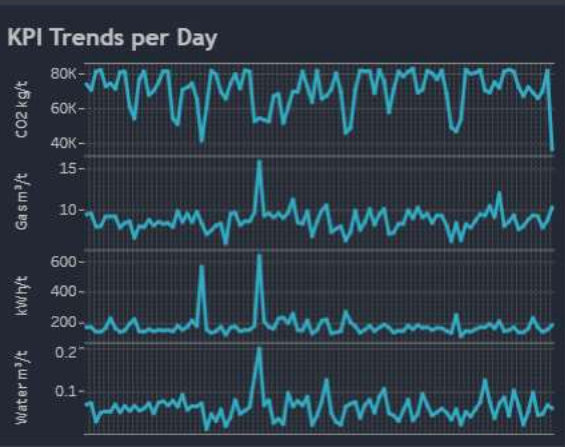 KPI Trends per Day
CO2 kg/t
80K
60K
40K
Gas m³/t
15
10
kWh/t
600
400
200
Water m³/t
0.2
0.1